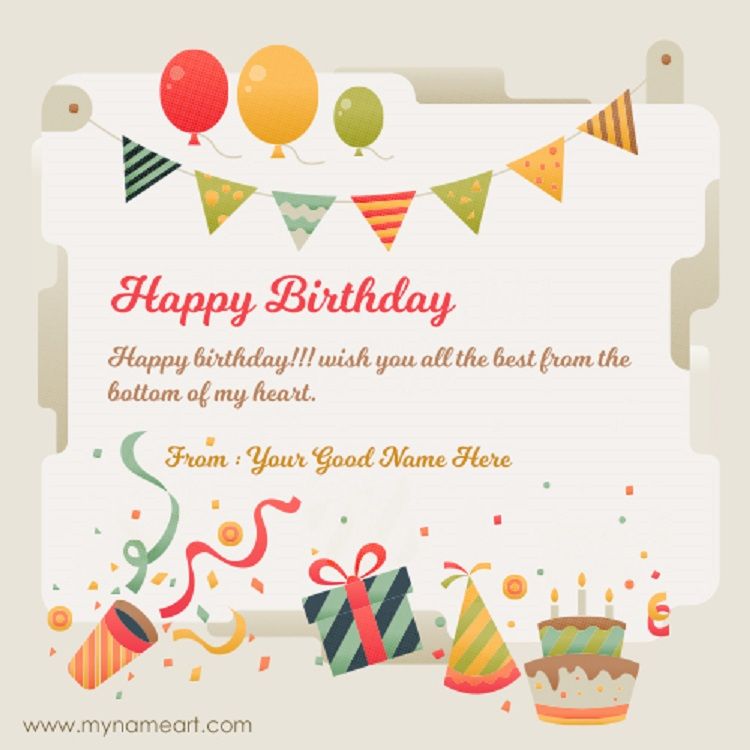 Happy Birthday
Happy birthday!!! wish you all the best from the
bottom of my heart.
From : Your Good Name Here
www.mynameart.com